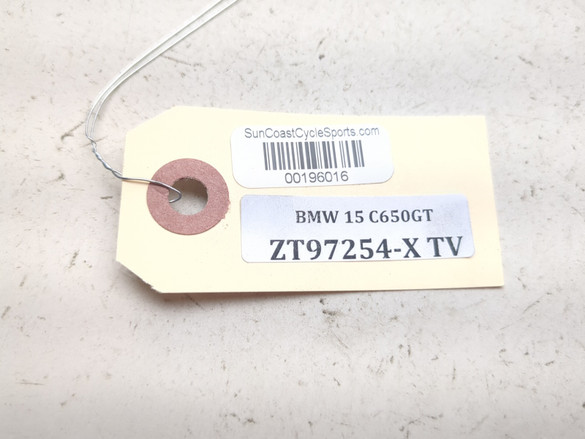 SunCoastCycleSports.com
00196016
BMW 15 C650GT
ZT97254-X TV